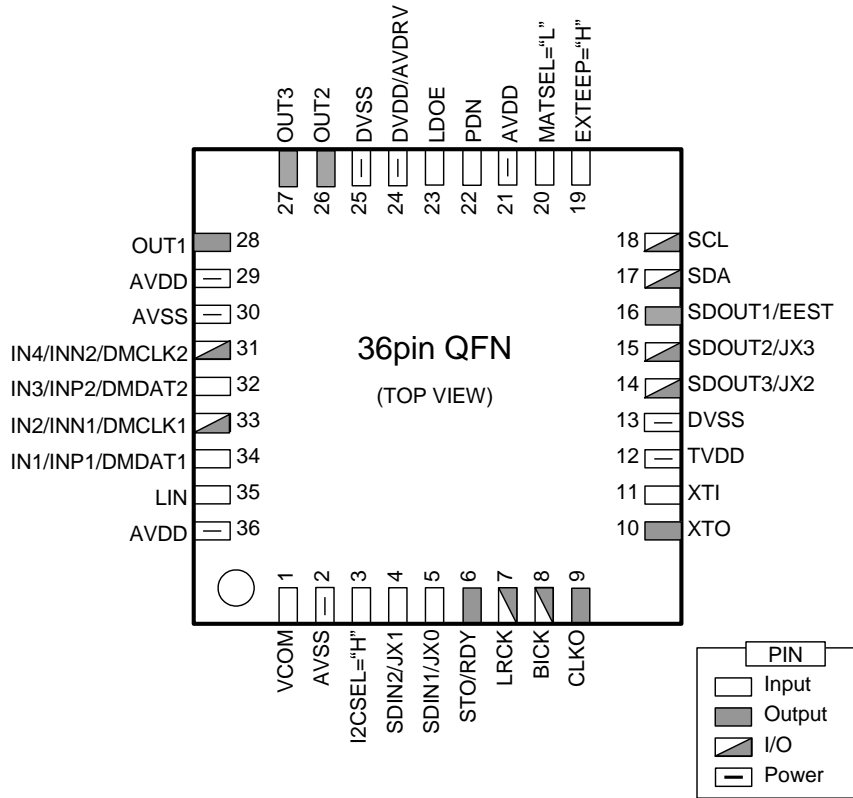 OUT3
OUT2
DVSS
DVDD/AVDRV
LDOE
PDN
AVDD
MATSEL=“L”
EXTEEP=“H”
27
26
25
24
23
22
21
20
19
OUT1 28
AVDD 29
AVSS 30
IN4/INN2/DMCLK2 31
IN3/INP2/DMDAT2 32
IN2/INN1/DMCLK1 33
IN1/INP1/DMDAT1 34
LIN 35
AVDD 36
36pin QFN
(TOP VIEW)
18 SCL
17 SDA
16 SDOUT1/EEST
15 SDOUT2/JX3
14 SDOUT3/JX2
13 DVSS
12 TVDD
11 XTI
10 XTO
1
2
3
4
5
6
7
8
9
VCOM
AVSS
I2CSEL=“H”
SDIN2/JX1
SDIN1/JX0
STO/RDY
LRCK
BICK
CLKO
PIN
Input
Output
I/O
Power